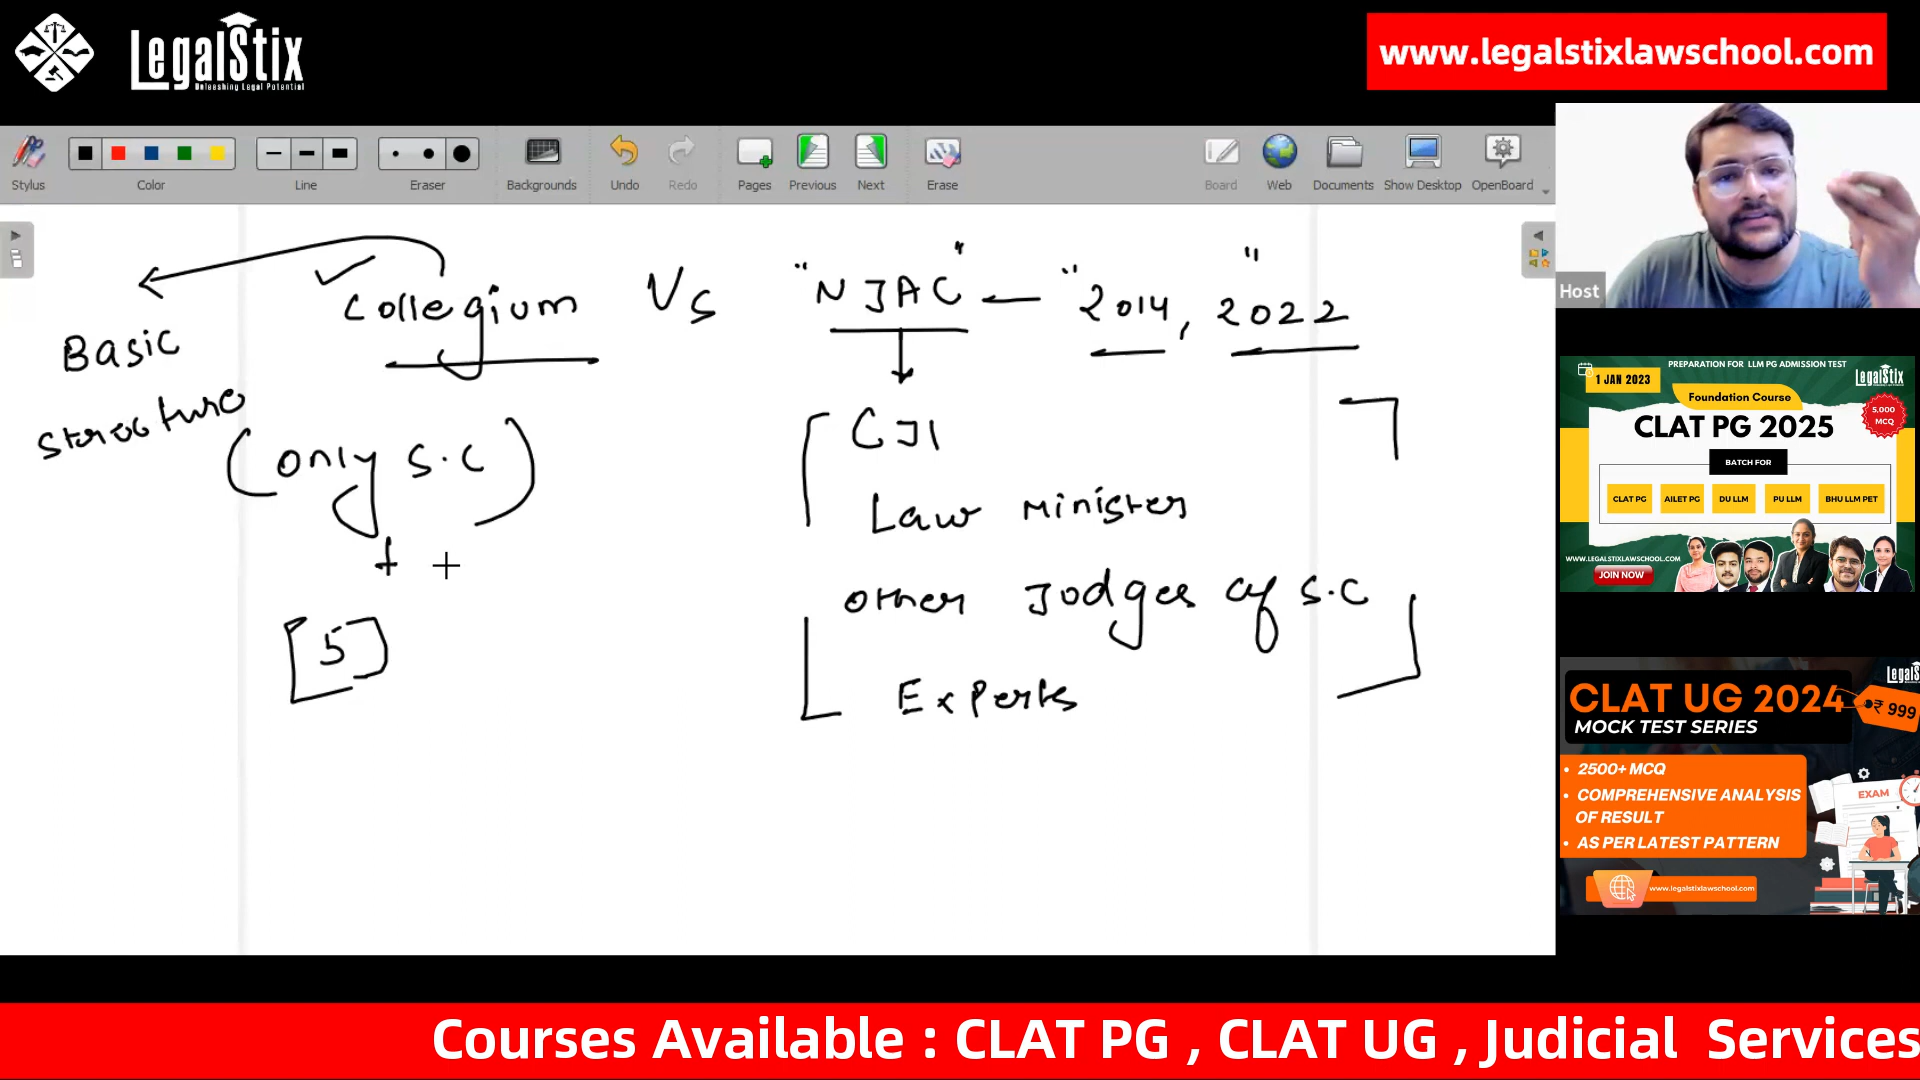 LegalStix
Unleashing Legal Potential
www.legalstixlawschool.com
Stylus
Color
Line
Eraser
Backgrounds
Undo
Redo
Pages
Previous
Next
Erase
Board
Web
Documents
Show Desktop
OpenBoard
Host
Collegium Vs "NJAC" — "2014, 2022"
Basic
structure
(only S.C)
+ +
[5]
CJI
Law Minister
other Judges of S.C
Experts
PREPARATION FOR LLM PG ADMISSION TEST
1 JAN 2023
LegalStix
Foundation Course
CLAT PG 2025
5,000
MCQ
BATCH FOR
CLAT PG
AILET PG
DU LLM
PU LLM
BHU LLM PET
WWW.LEGALSTIXLAWSCHOOL.COM
JOIN NOW
CLAT UG 2024
MOCK TEST SERIES
₹ 999
• 2500+ MCQ
• COMPREHENSIVE ANALYSIS
OF RESULT
• AS PER LATEST PATTERN
EXAM
www.legalstixlawschool.com
Courses Available : CLAT PG , CLAT UG , Judicial Services